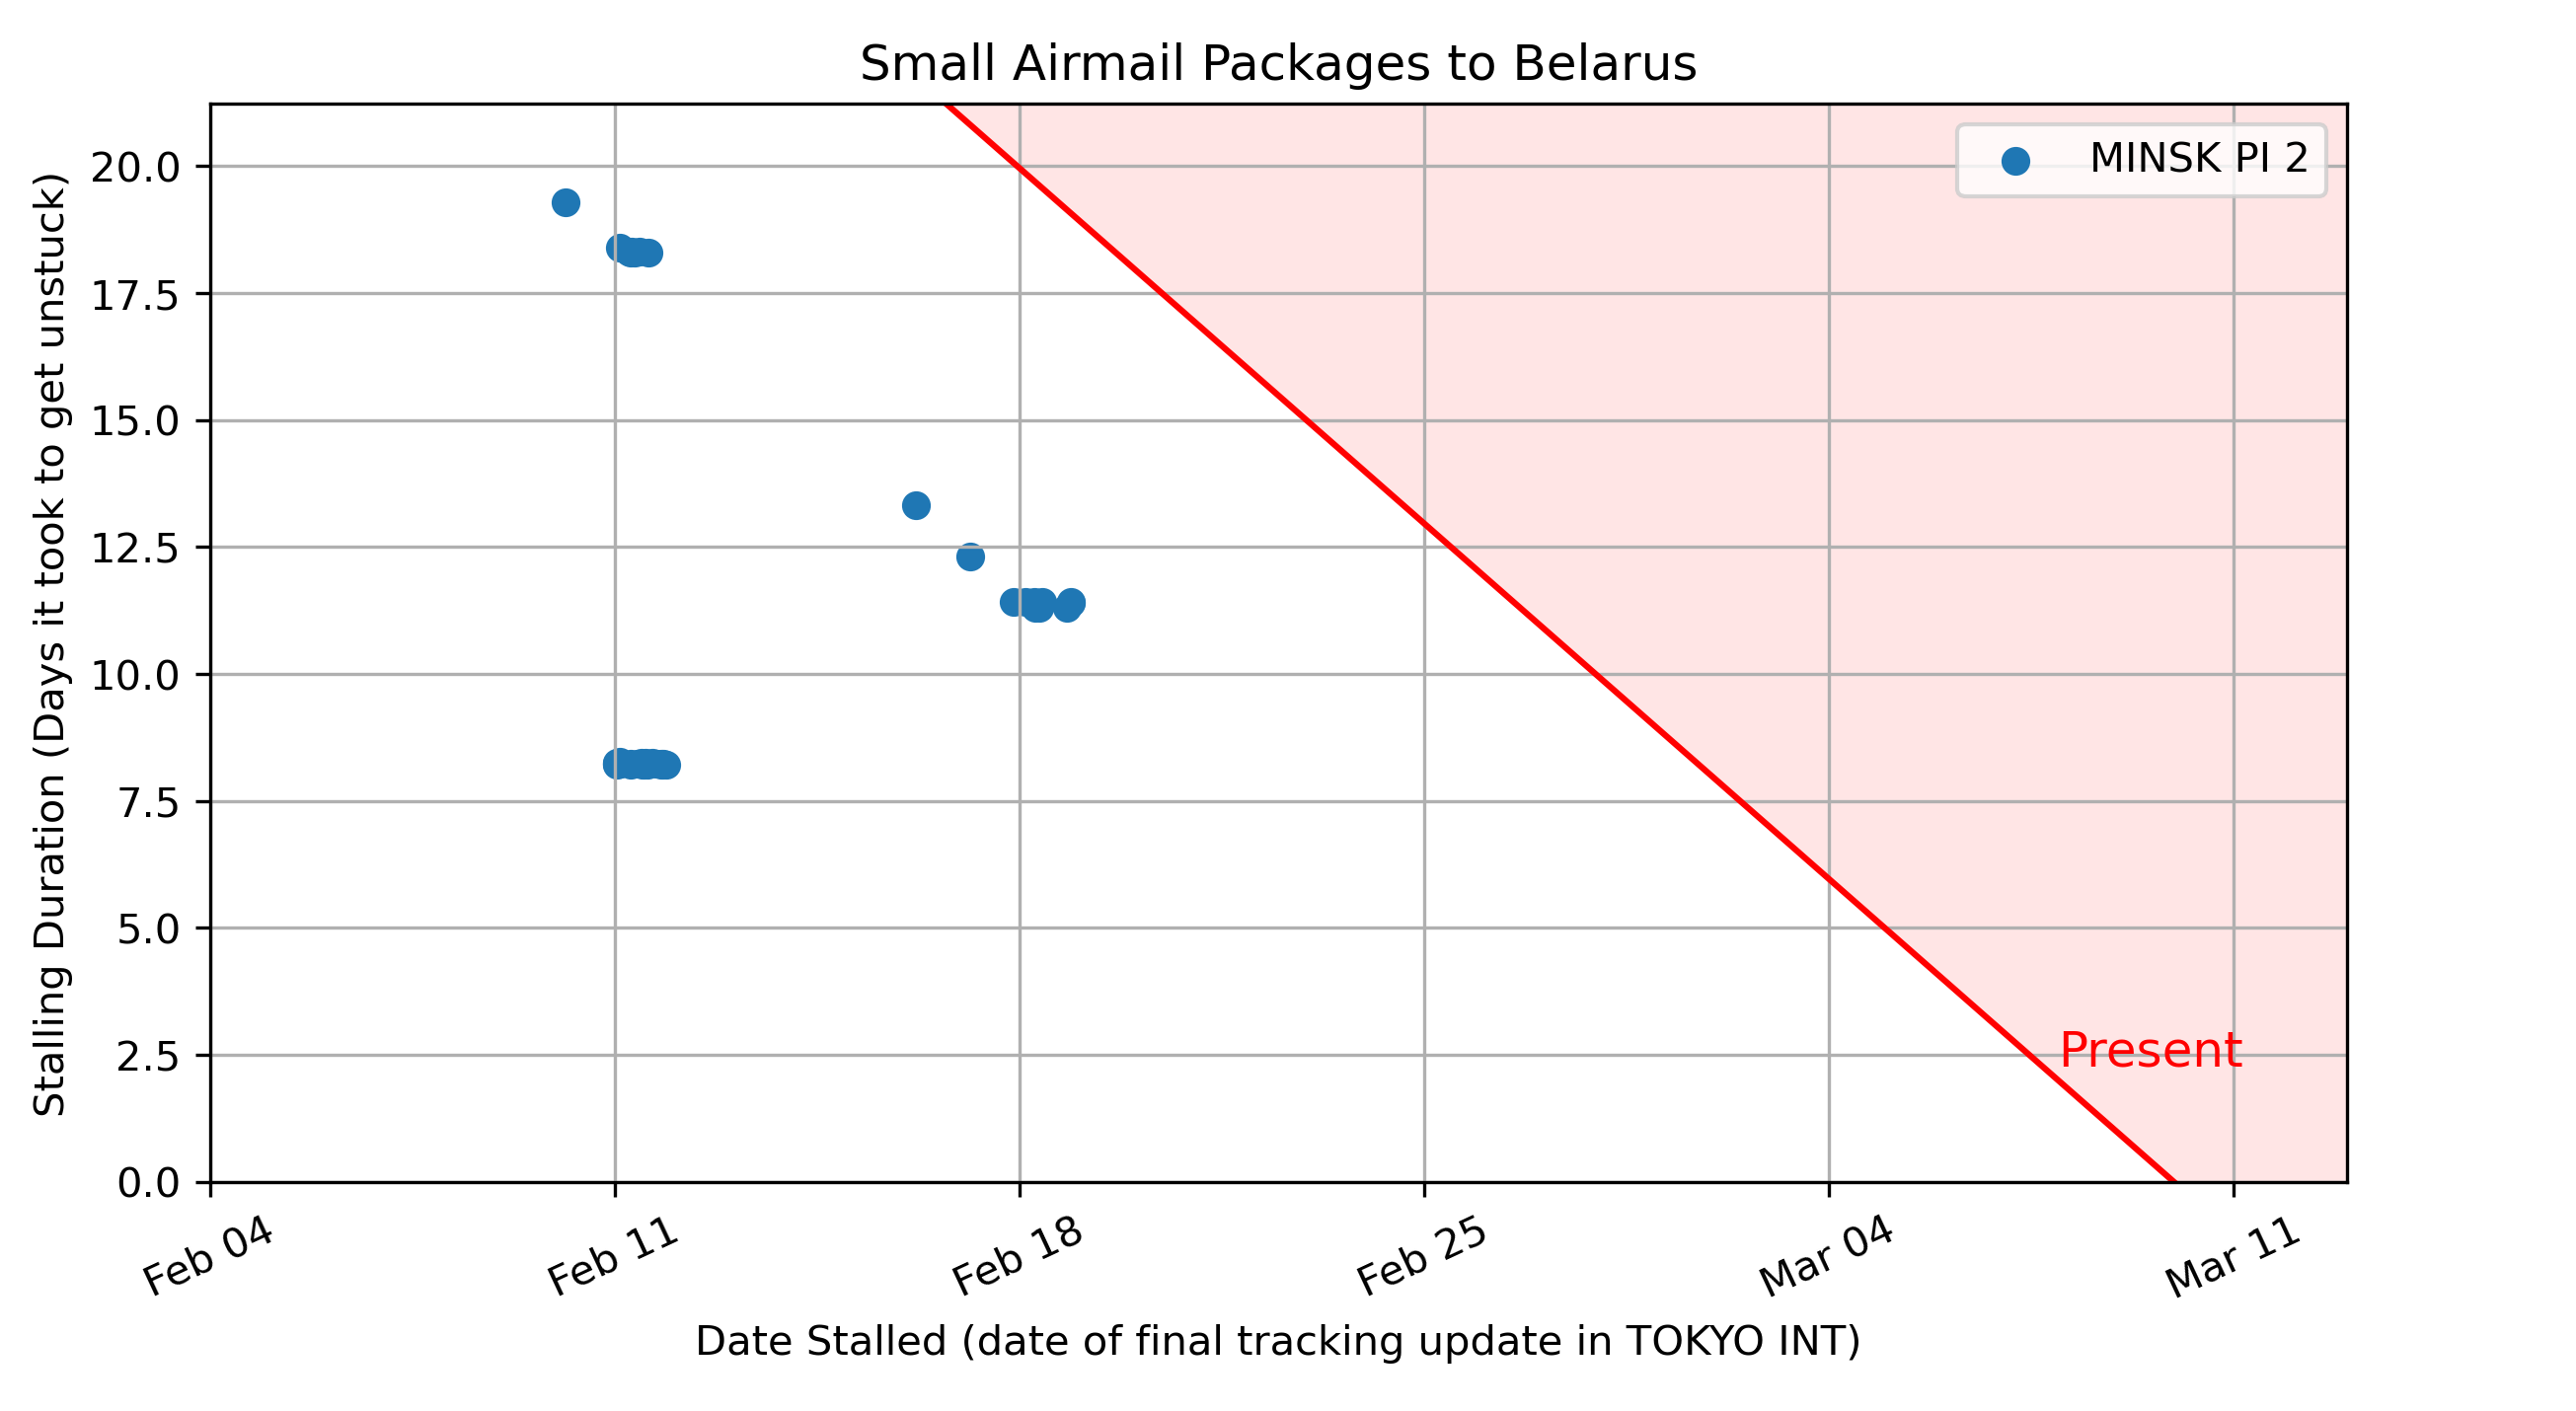 Small Airmail Packages to Belarus
MINSK PI 2
Stalling Duration (Days it took to get unstuck)
20.0
17.5
15.0
12.5
10.0
7.5
5.0
2.5
0.0
Present
Feb 04
Feb 11
Feb 18
Feb 25
Mar 04
Mar 11
Date Stalled (date of final tracking update in TOKYO INT)